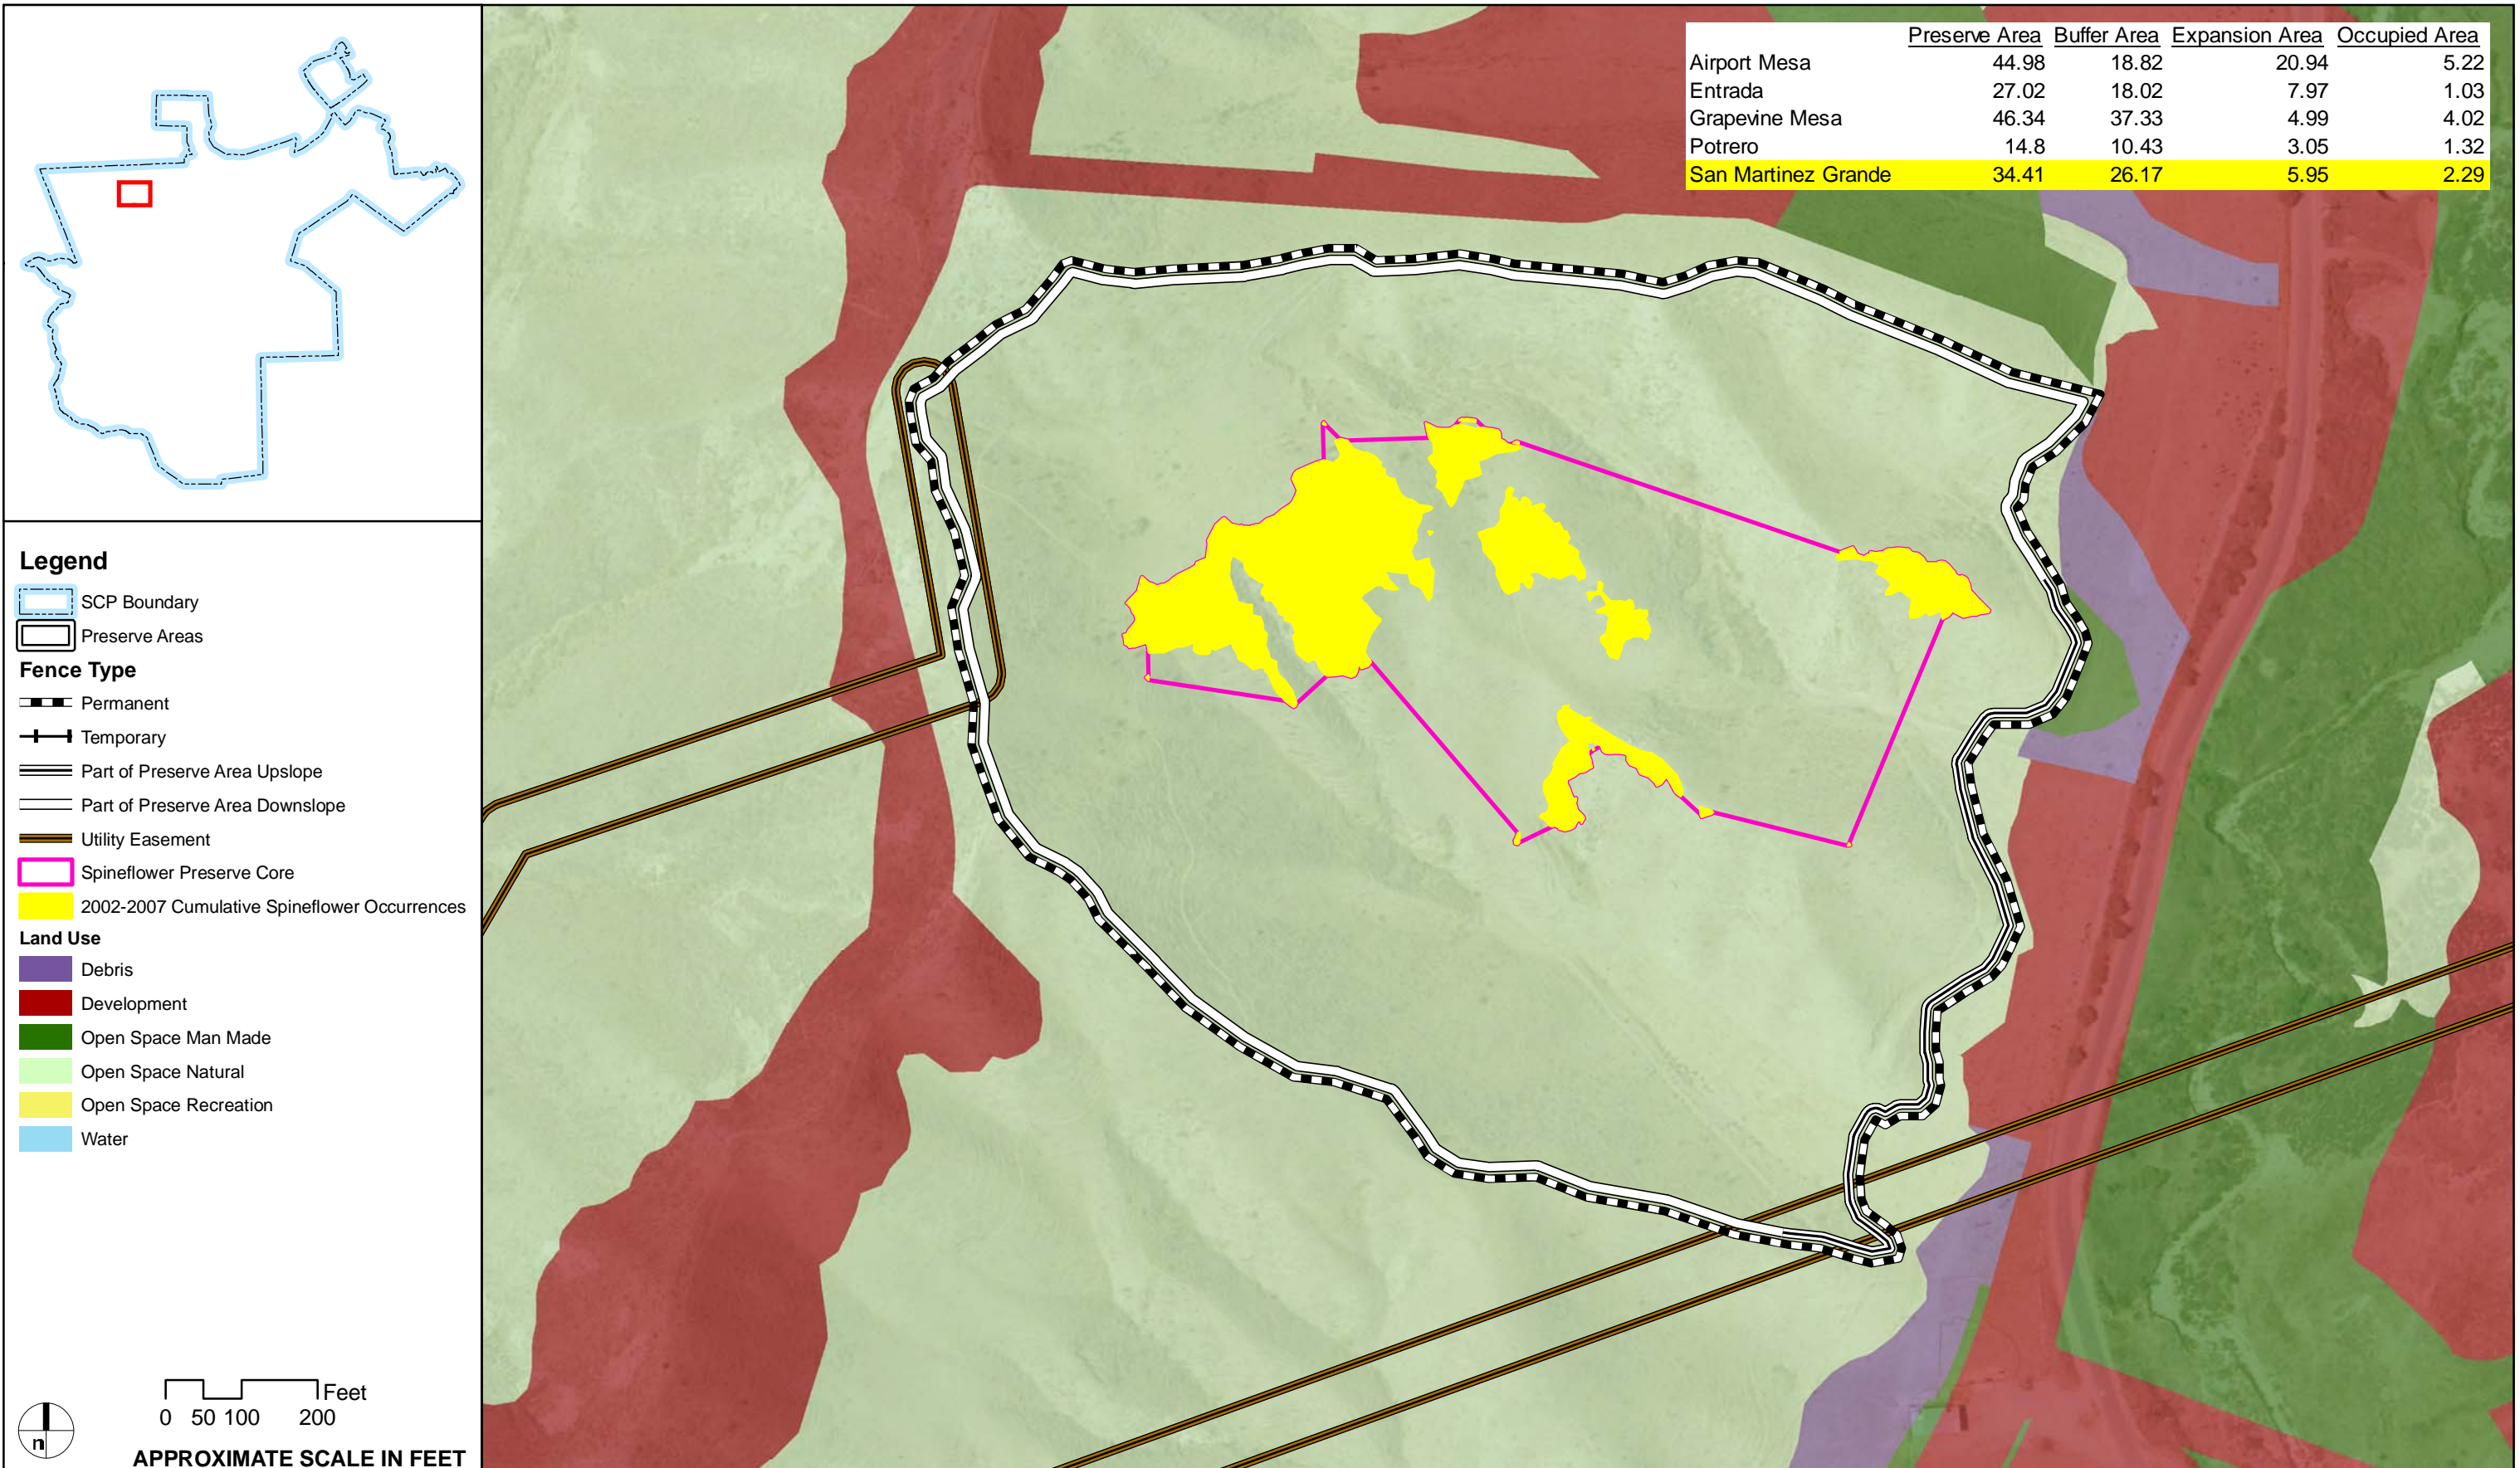 Preserve Area Buffer Area Expansion Area Occupied Area
Airport Mesa 44.98 18.82 20.94 5.22
Entrada 27.02 18.02 7.97 1.03
Grapevine Mesa 46.34 37.33 4.99 4.02
Potrero 14.8 10.43 3.05 1.32
San Martinez Grande 34.41 26.17 5.95 2.29
Legend
SCP Boundary
Preserve Areas
Fence Type
Permanent
Temporary
Part of Preserve Area Upslope
Part of Preserve Area Downslope
Utility Easement
Spineflower Preserve Core
2002-2007 Cumulative Spineflower Occurrences
Land Use
Debris
Development
Open Space Man Made
Open Space Natural
Open Space Recreation
Water
Feet
0 50 100 200
n
APPROXIMATE SCALE IN FEET